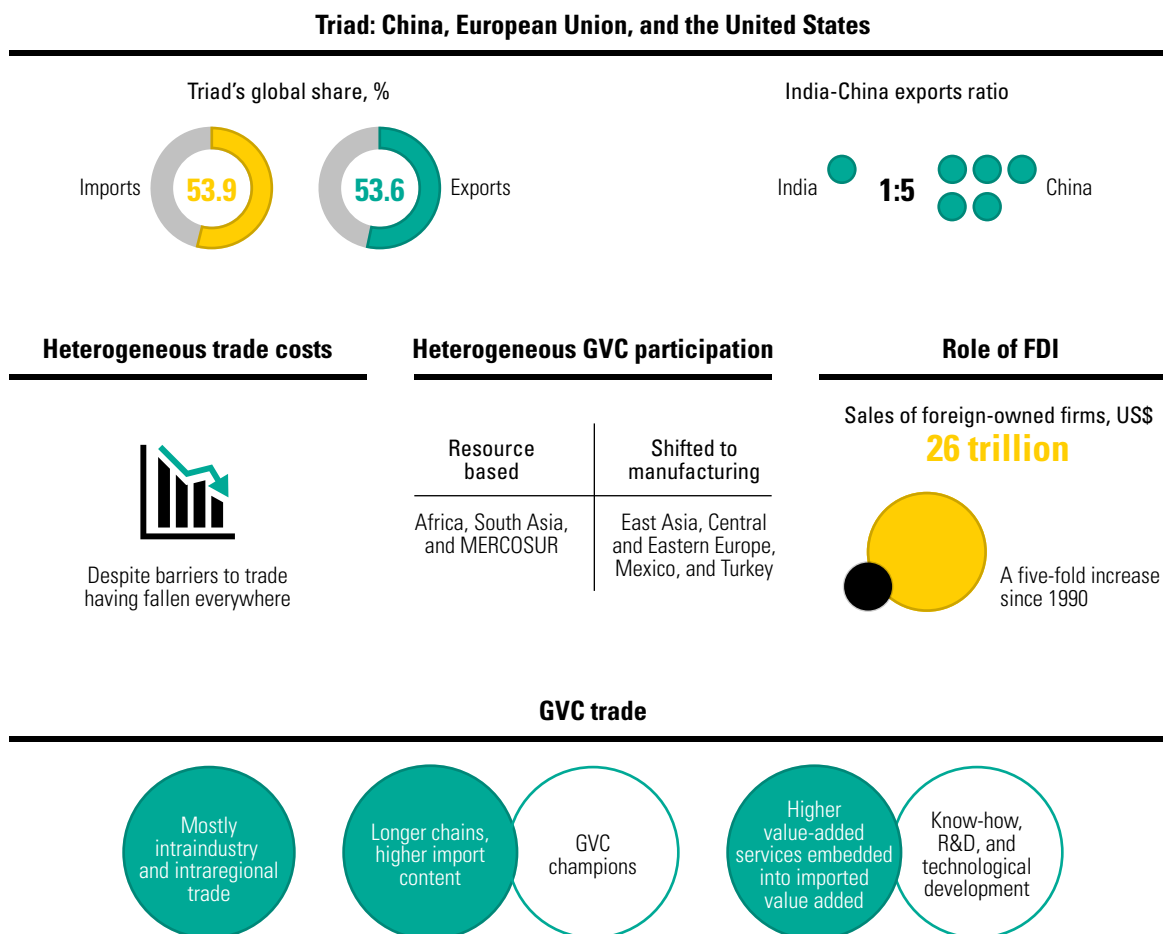 Triad: China, European Union, and the United States
Triad's global share, %
Imports
53.9
53.6
Exports
India-China exports ratio
India
1:5
China
Heterogeneous trade costs
Despite barriers to trade
having fallen everywhere
Heterogeneous GVC participation
Resource
based
Shifted to
manufacturing
Africa, South Asia,
and MERCOSUR
East Asia, Central
and Eastern Europe,
Mexico, and Turkey
Role of FDI
Sales of foreign-owned firms, US$
26 trillion
A five-fold increase
since 1990
GVC trade
Mostly
intraindustry
and intraregional
trade
Longer chains,
higher import
content
GVC
champions
Higher
value-added
services embedded
into imported
value added
Know-how,
R&D, and
technological
development